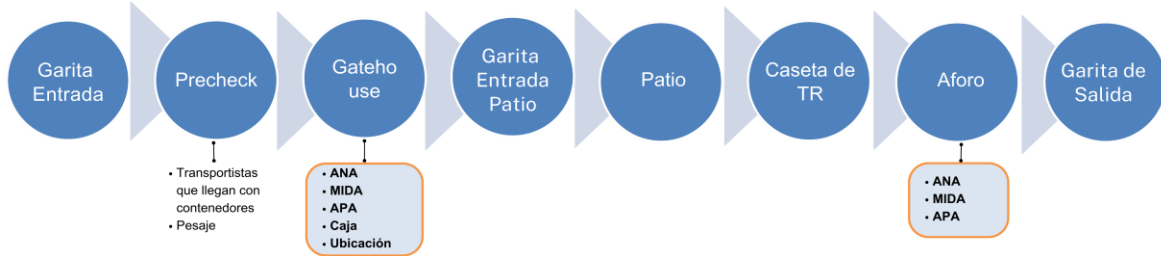 Garita
Entrada
Precheck
Gateho
use
Garita
Entrada
Patio
Patio
Caseta de
TR
Aforo
Garita de
Salida
• Transportistas
que llegan con
contenedores
• Pesaje
• ANA
• MIDA
• APA
• Caja
• Ubicación
• ANA
• MIDA
• APA